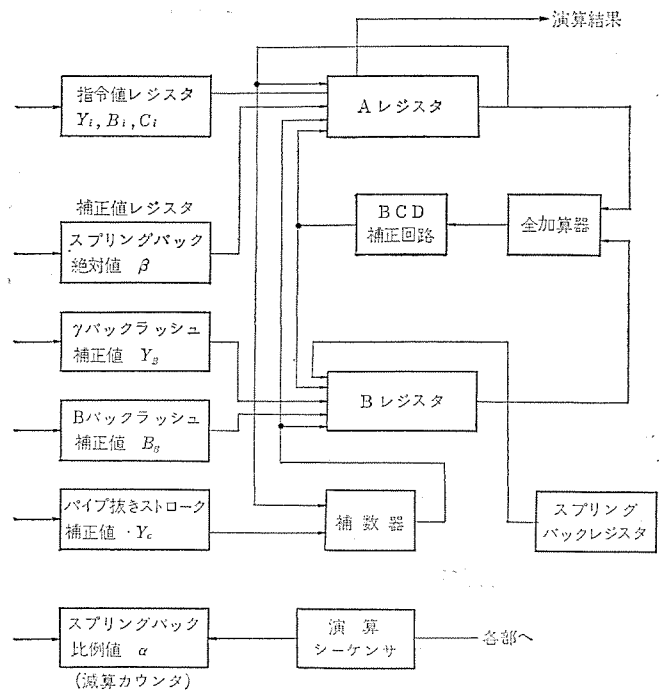 演算結果
指令値レジスタ
Yi, Bi, Ci
Aレジスタ
補正値レジスタ
スプリングバック
絶対値 β
BCD
補正回路
全加算器
γバックラッシュ
補正値 YB
Bバックラッシュ
補正値 BB
Bレジスタ
パイプ抜きストローク
補正値・Yc
補数器
スプリング
バックレジスタ
スプリングバック
比例値 α
(減算カウンタ)
演算
シーケンサ
各部へ